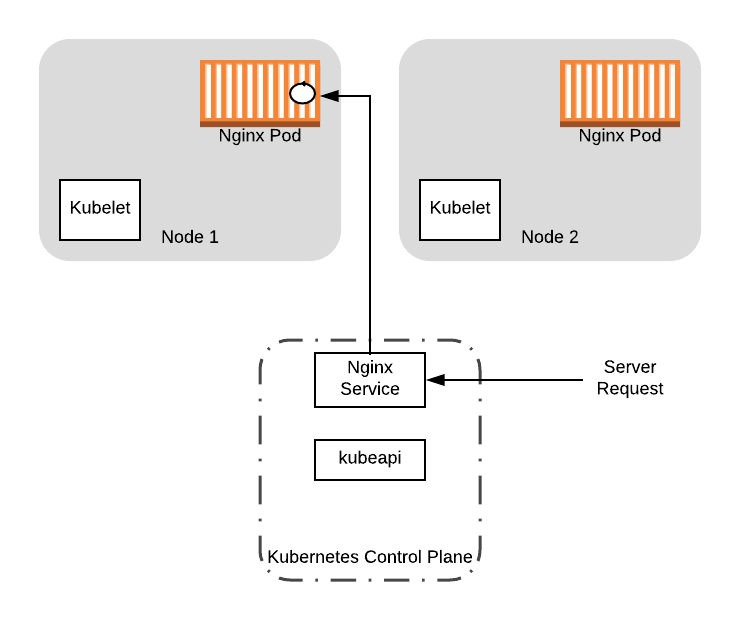 Nginx Pod
Kubelet
Node 1
Nginx Pod
Kubelet
Node 2
Nginx
Service
Server
Request
kubeapi
Kubernetes Control Plane